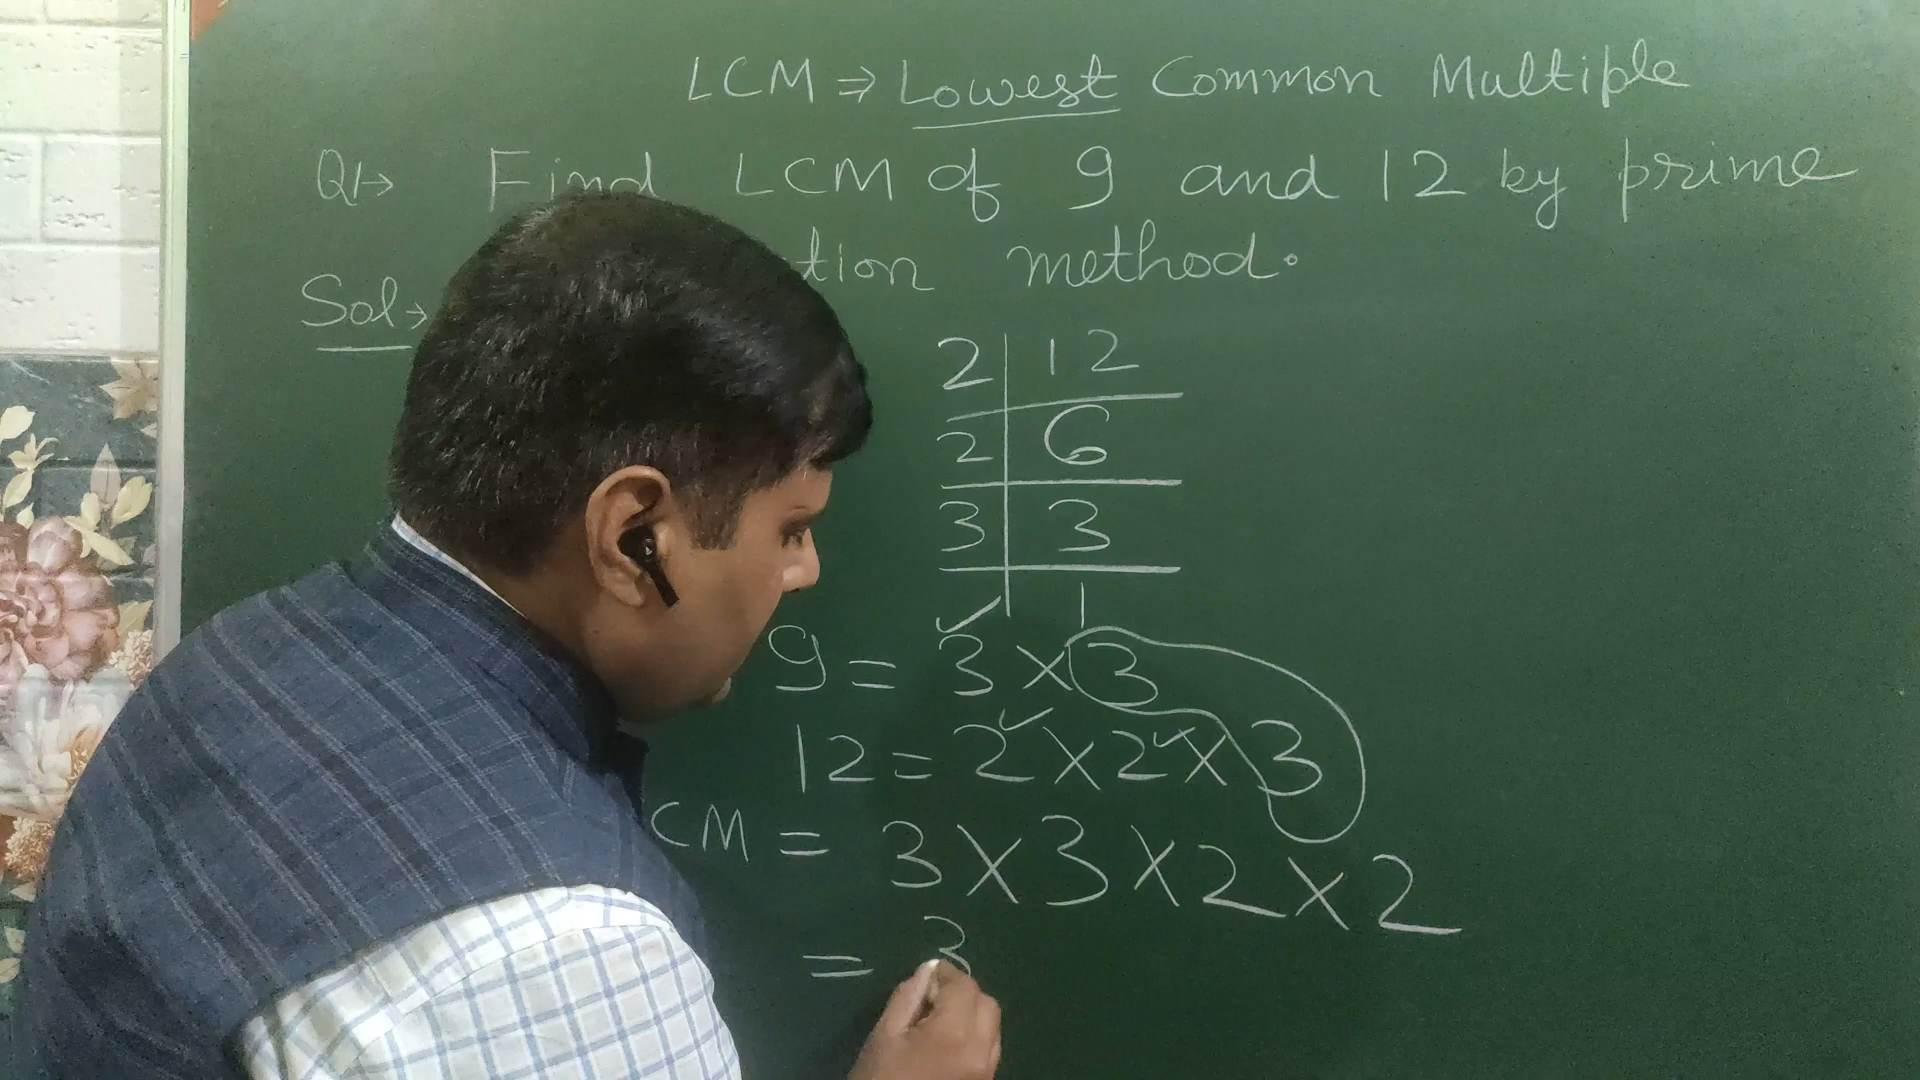 LCM ⇒ Lowest Common Multiple
Q1→ Find LCM of 9 and 12 by prime
tion method.
Sol→
2 | 12
2 | 6
3 | 3
1
9 = 3 × 3
12 = 2 × 2 × 3
CM = 3 × 3 × 2 × 2
= 3